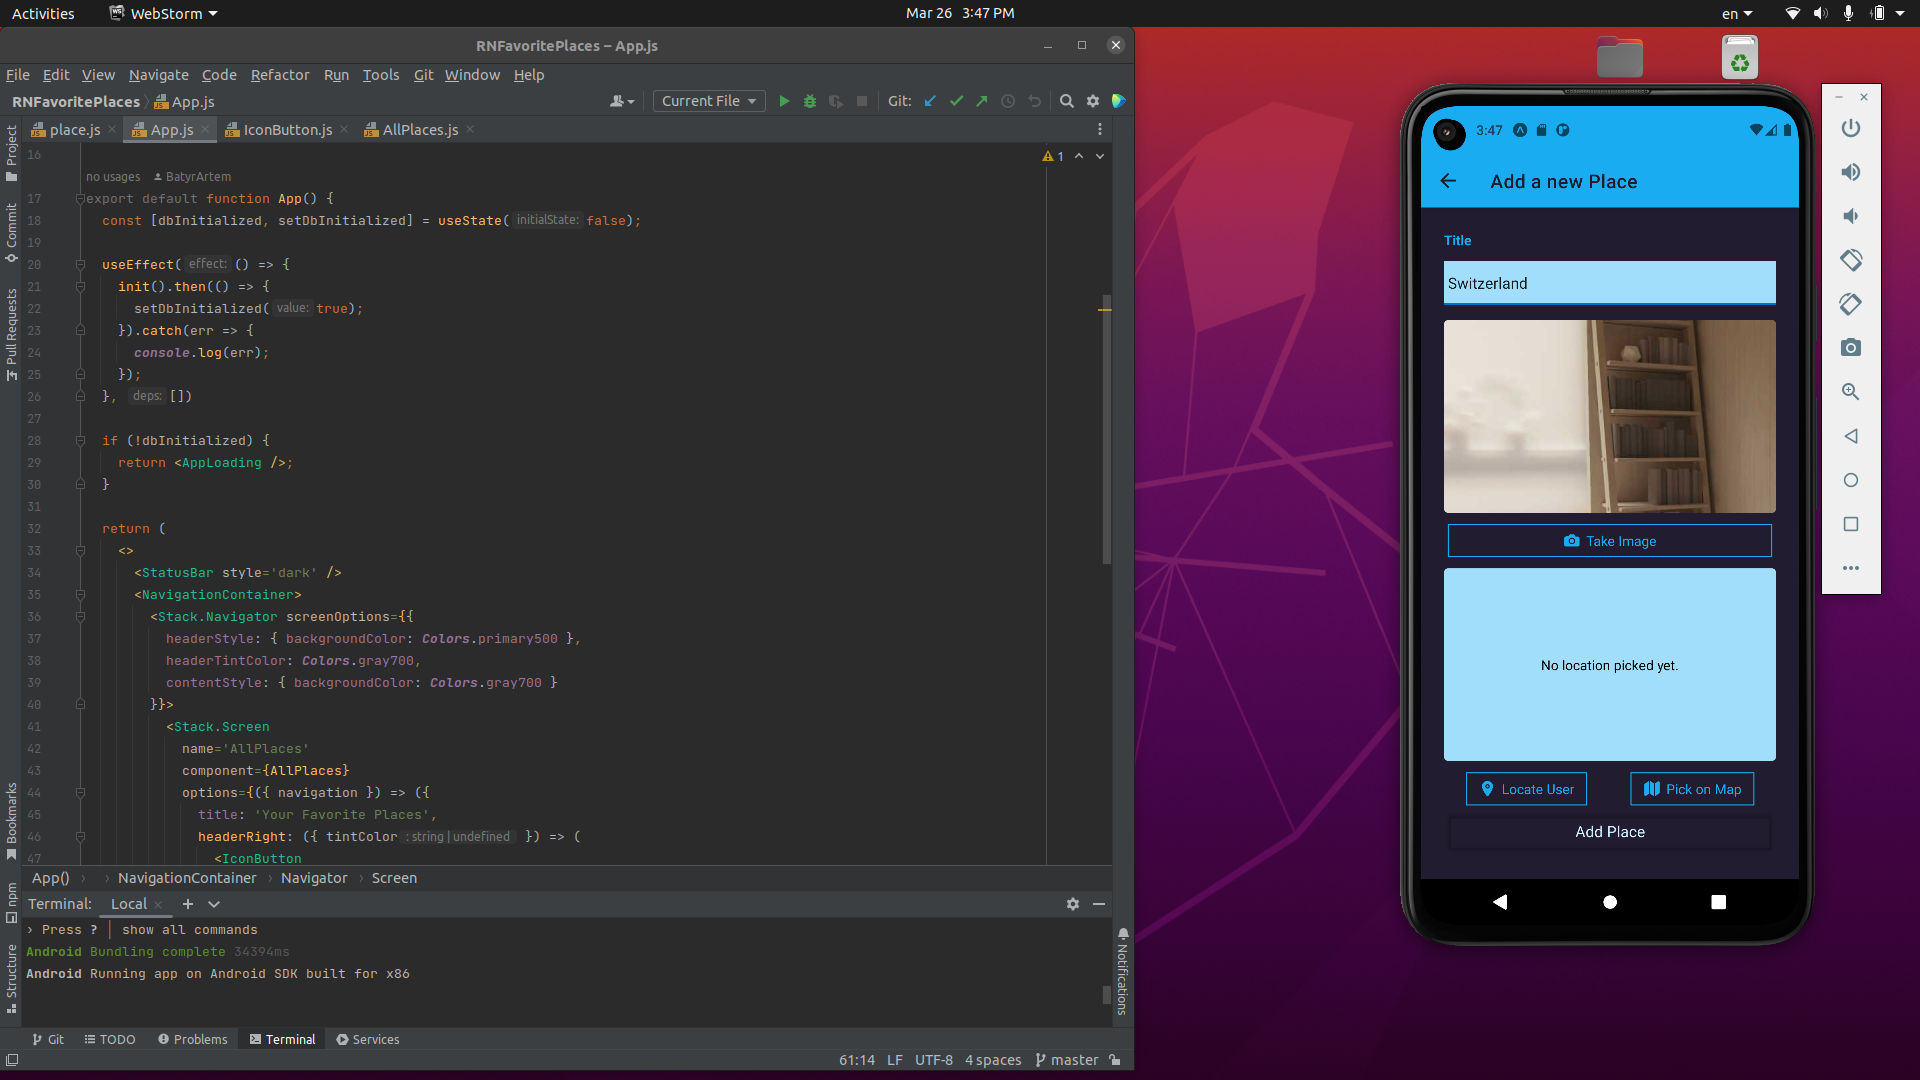 Activities
WebStorm
Mar 26 3:47 PM
en
RNFavoritePlaces – App.js
File Edit View Navigate Code Refactor Run Tools Git Window Help
RNFavoritePlaces
App.js
Current File
Git:
place.js
App.js
IconButton.js
AllPlaces.js
Project
Commit
Pull Requests
Bookmarks
npm
Structure
Notifications
1
16
no usages BatyrArtem
17 export default function App() {
18 const [dbInitialized, setDbInitialized] = useState( initialState: false);
19
20 useEffect( effect: () => {
21 init().then(() => {
22 setDbInitialized( value: true);
23 }).catch(err => {
24 console.log(err);
25 });
26 }, deps: [])
27
28 if (!dbInitialized) {
29 return <AppLoading />;
30 }
31
32 return (
33 <>
34 <StatusBar style='dark' />
35 <NavigationContainer>
36 <Stack.Navigator screenOptions={{
37 headerStyle: { backgroundColor: Colors.primary500 },
38 headerTintColor: Colors.gray700,
39 contentStyle: { backgroundColor: Colors.gray700 }
40 }}>
41 <Stack.Screen
42 name='AllPlaces'
43 component={AllPlaces}
44 options={({ navigation }) => ({
45 title: 'Your Favorite Places',
46 headerRight: ({ tintColor : string | undefined }) => (
47 <IconButton
App() › › NavigationContainer › Navigator › Screen
Terminal: Local
› Press ? │ show all commands
Android Bundling complete 34394ms
Android Running app on Android SDK built for x86
Git TODO Problems Terminal Services
61:14 LF UTF-8 4 spaces master
3:47
Add a new Place
Title
Switzerland
Take Image
No location picked yet.
Locate User
Pick on Map
Add Place